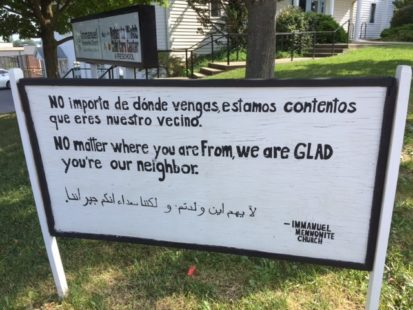 Immanuel
NO importa de dónde vengas, estamos contentos
que eres nuestro vecino.
NO matter where you are From, we are GLAD
you're our neighbor.
لا يهم اين ولدتم، و لكننا سعداء انكم جيراننا.
-IMMANUEL
MENNONITE
CHURCH